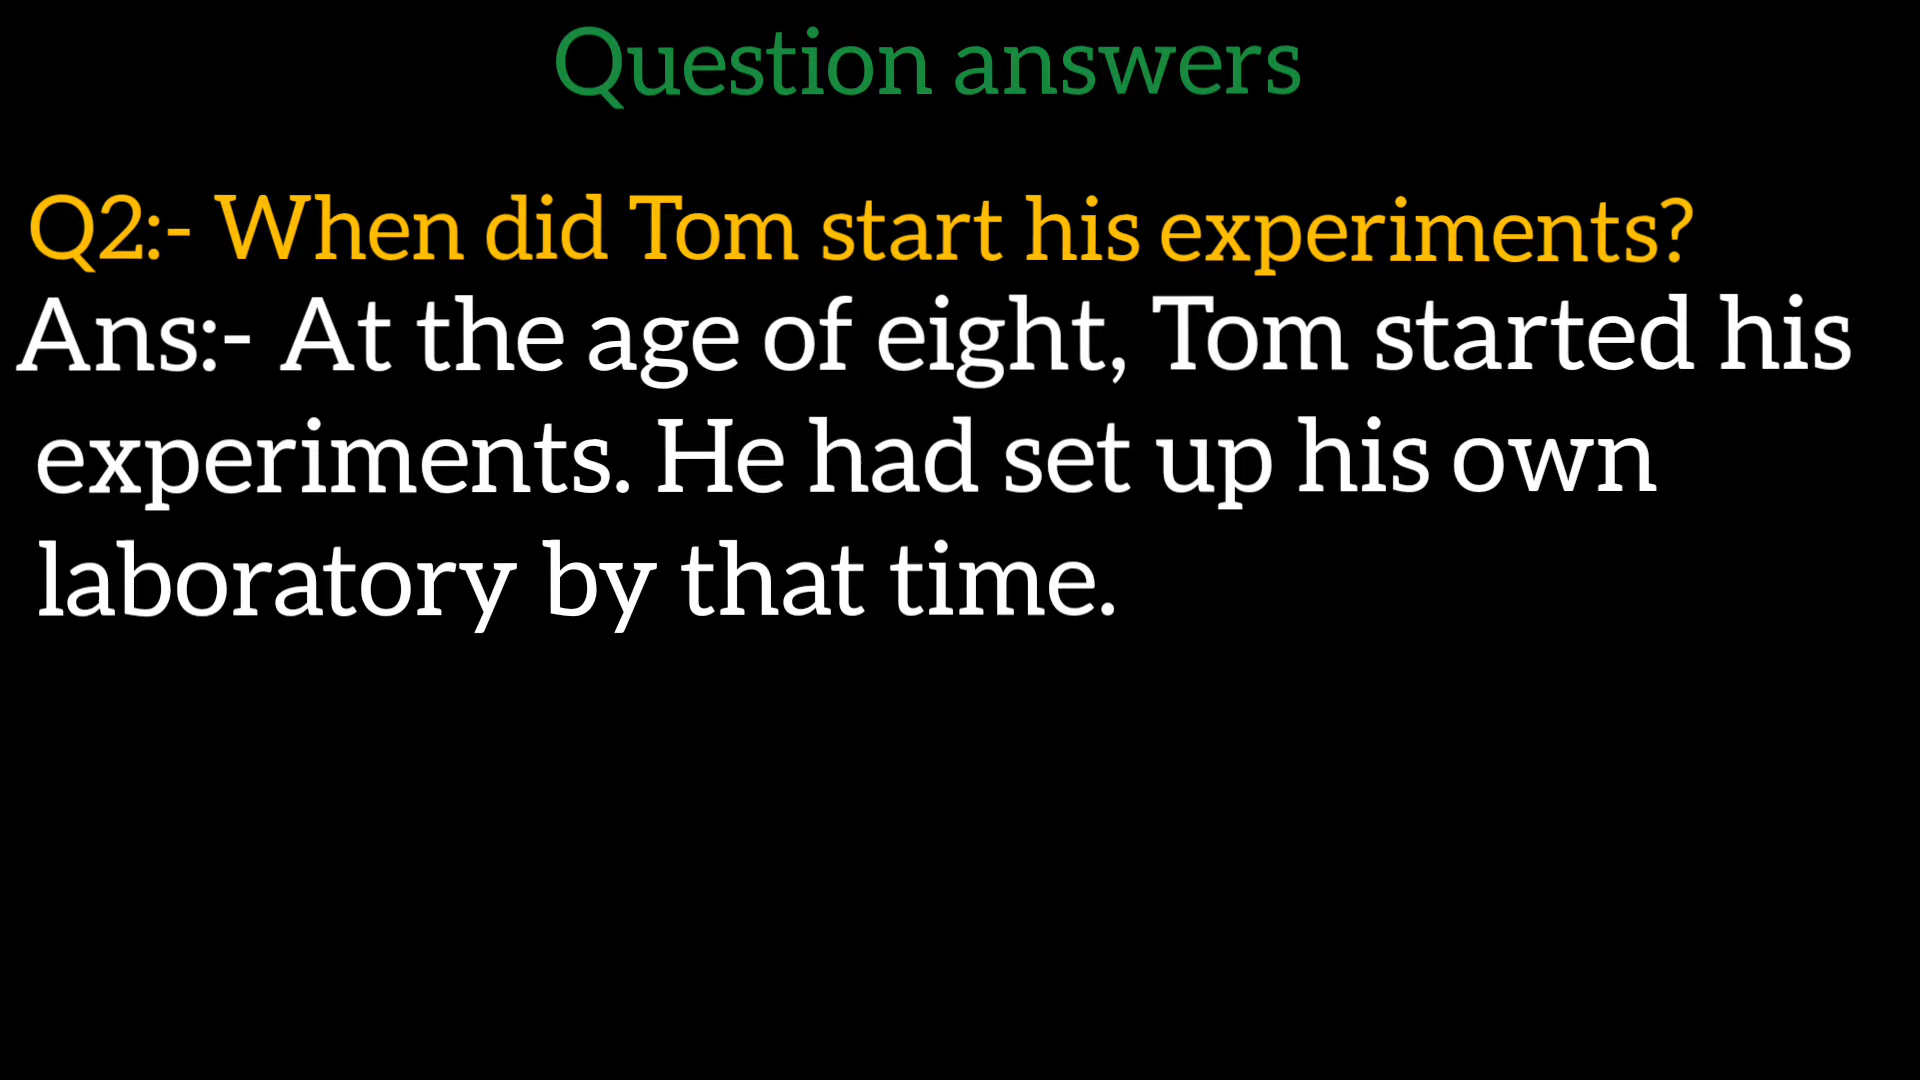 Question answers
Q2:- When did Tom start his experiments?
Ans:- At the age of eight, Tom started his
experiments. He had set up his own
laboratory by that time.